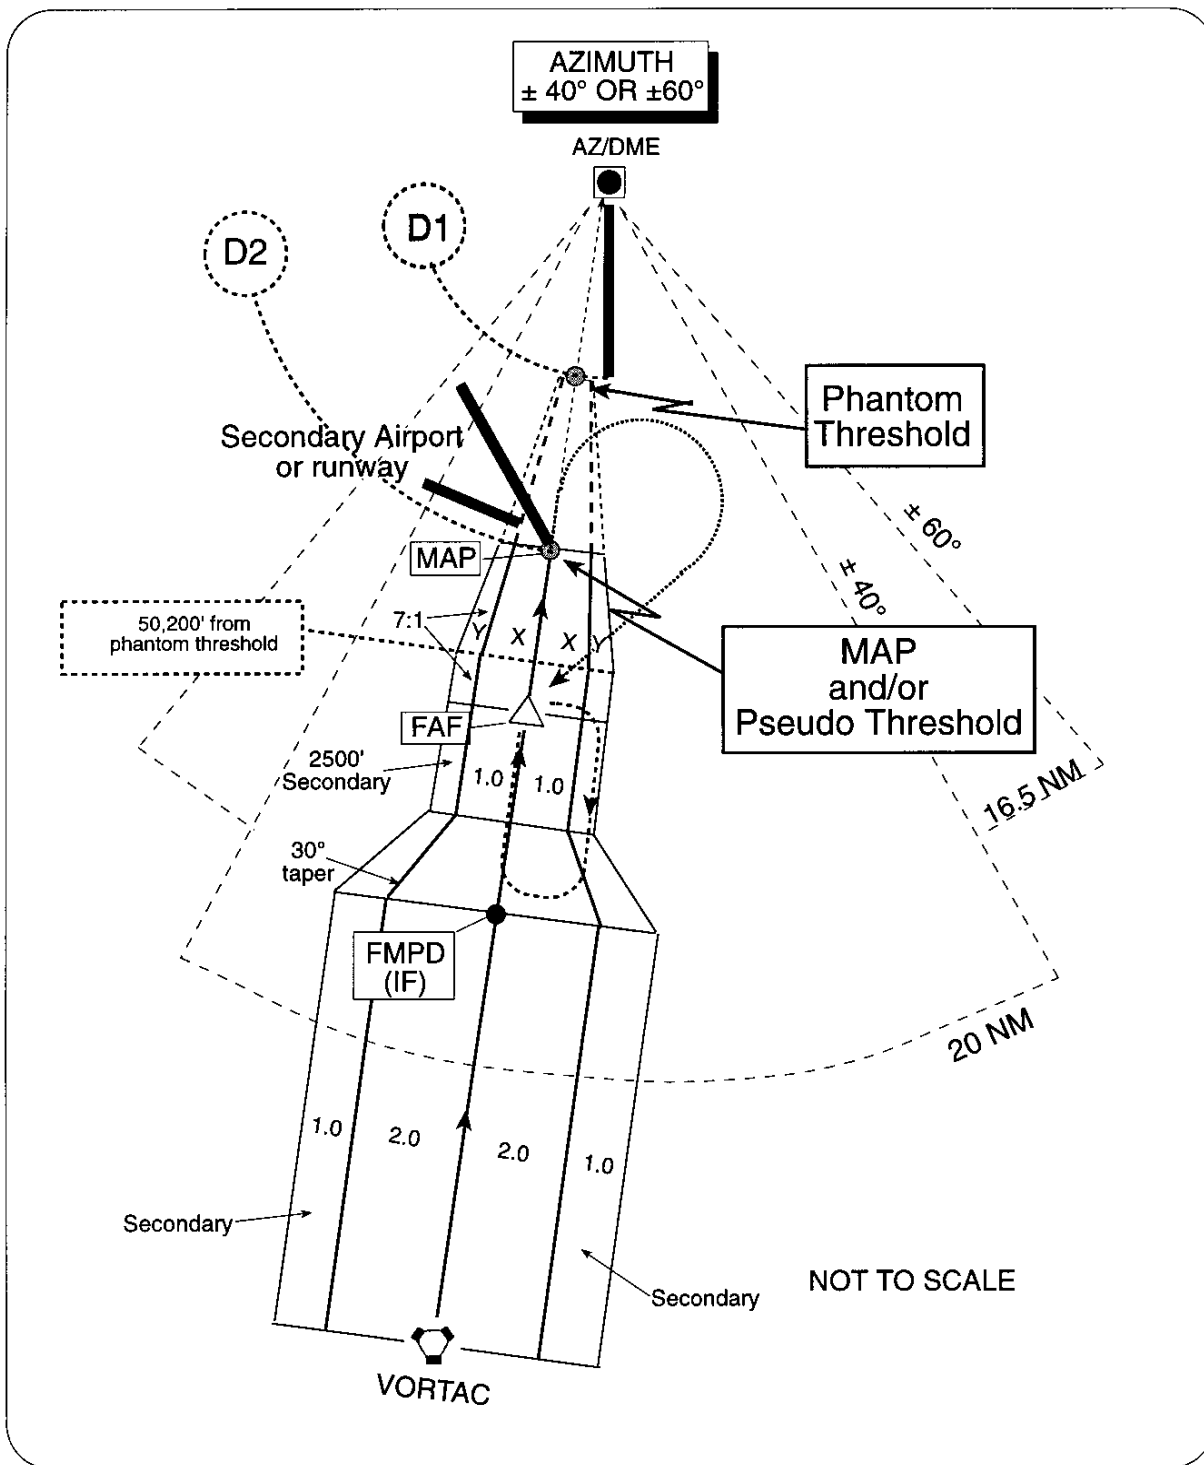 AZIMUTH
± 40° OR ±60°
AZ/DME
D1
D2
Phantom
Threshold
Secondary Airport
or runway
± 60°
MAP
± 40°
50,200' from
phantom threshold
7:1
Y
X
X
Y
MAP
and/or
Pseudo Threshold
FAF
2500'
Secondary
1.0
1.0
16.5 NM
30°
taper
FMPD
(IF)
20 NM
1.0
2.0
2.0
1.0
Secondary
NOT TO SCALE
Secondary
VORTAC